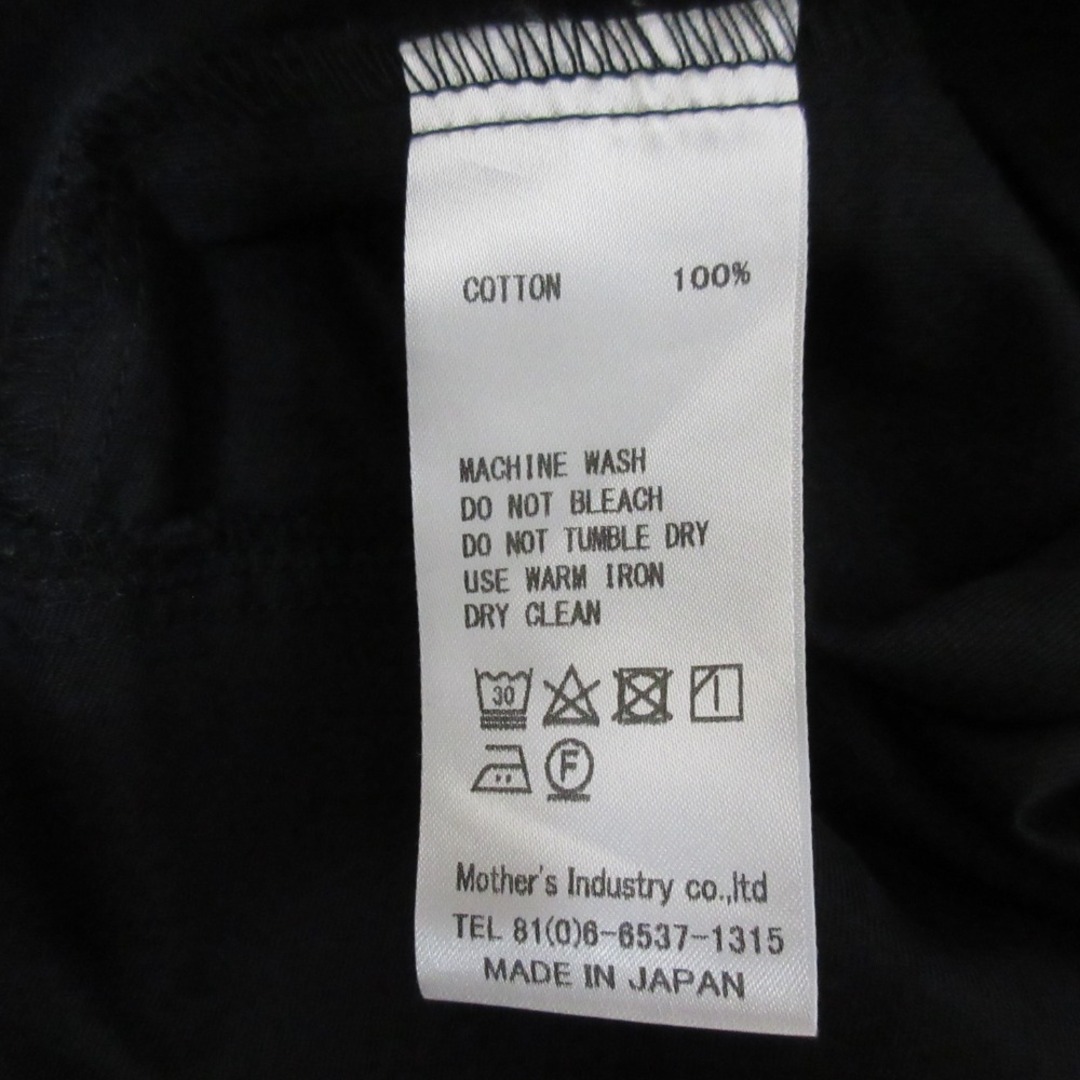 COTTON 100%
MACHINE WASH
DO NOT BLEACH
DO NOT TUMBLE DRY
USE WARM IRON
DRY CLEAN
30
F
Mother's Industry co.,ltd
TEL 81(0)6-6537-1315
MADE IN JAPAN